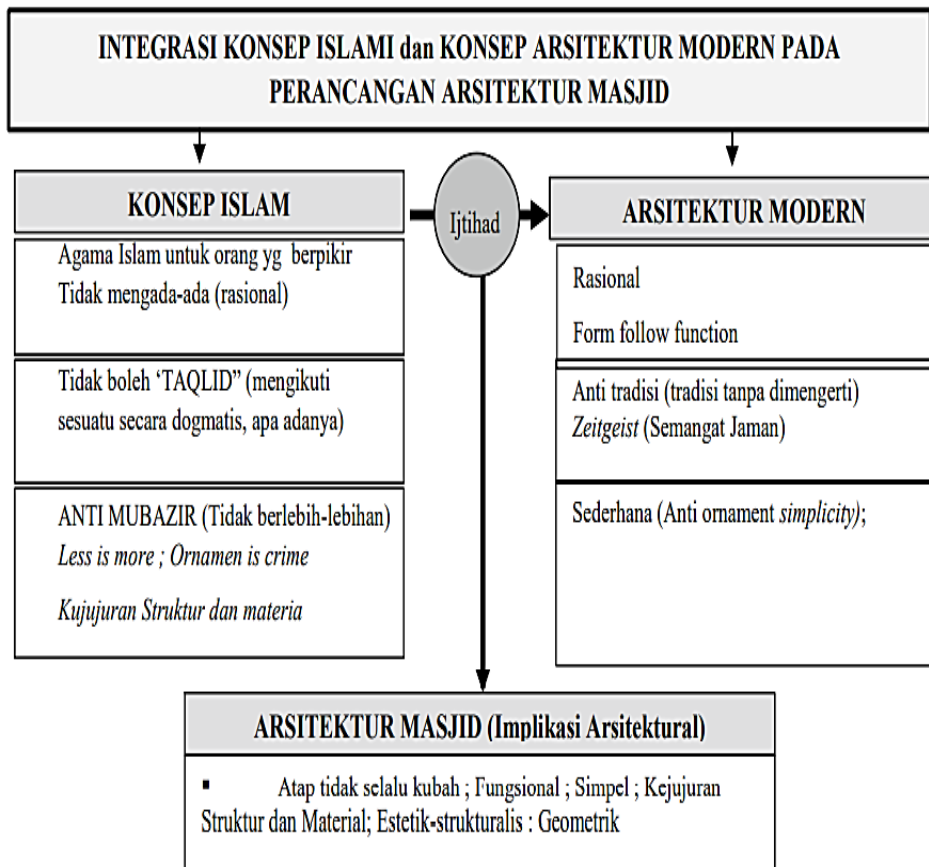 INTEGRASI KONSEP ISLAMI dan KONSEP ARSITEKTUR MODERN PADA
PERANCANGAN ARSITEKTUR MASJID
KONSEP ISLAM
Agama Islam untuk orang yg berpikir
Tidak mengada-ada (rasional)
Tidak boleh ‘TAQLID” (mengikuti
sesuatu secara dogmatis, apa adanya)
ANTI MUBAZIR (Tidak berlebih-lebihan)
Less is more ; Ornamen is crime
Kujujuran Struktur dan materia
Ijtihad
ARSITEKTUR MODERN
Rasional
Form follow function
Anti tradisi (tradisi tanpa dimengerti)
Zeitgeist (Semangat Jaman)
Sederhana (Anti ornament simplicity);
ARSITEKTUR MASJID (Implikasi Arsitektural)
▪ Atap tidak selalu kubah ; Fungsional ; Simpel ; Kejujuran
Struktur dan Material; Estetik-strukturalis : Geometrik